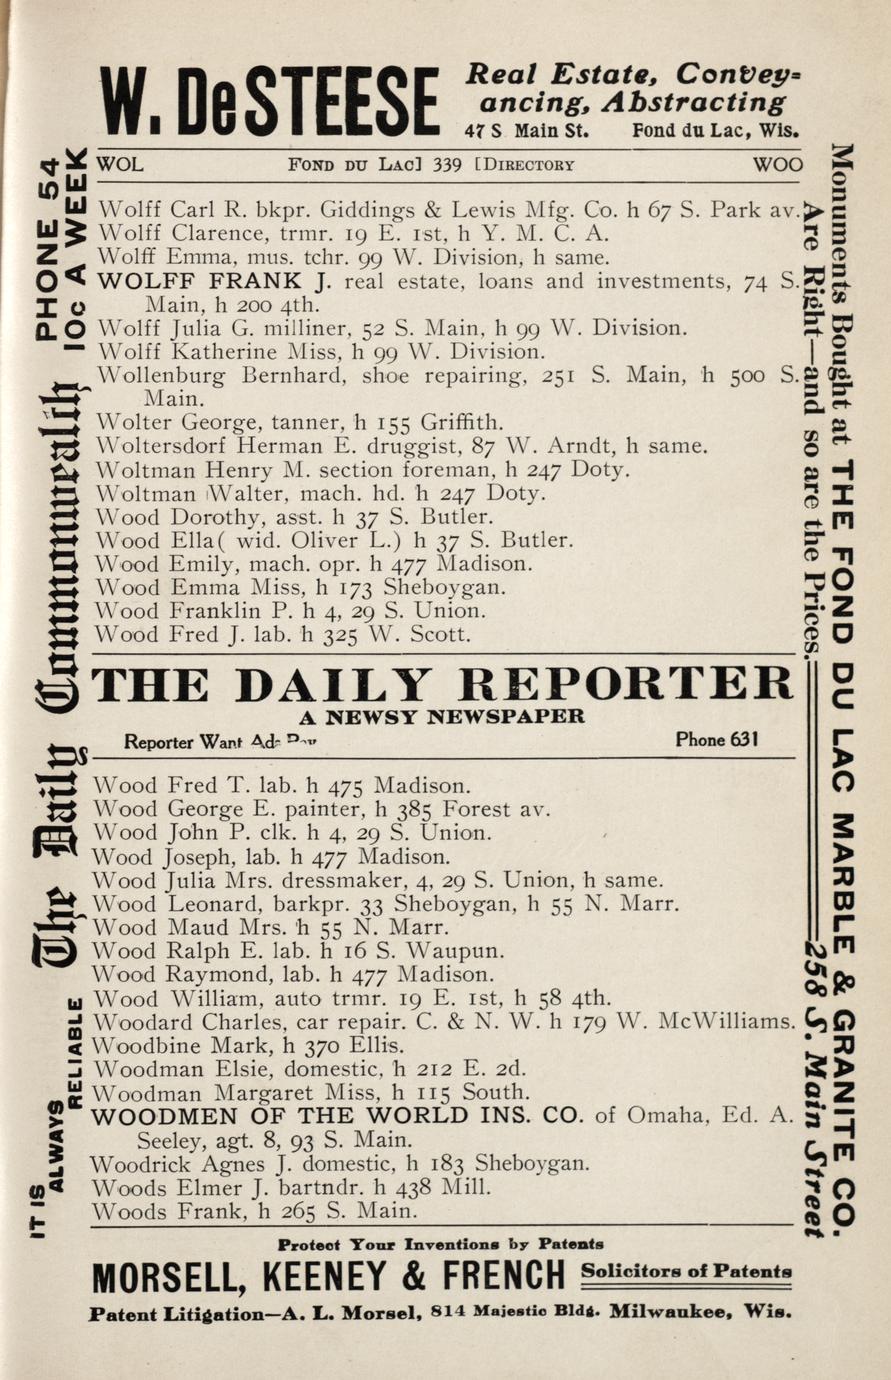 W. DeSTEESE
Real Estate, Convey=
ancing, Abstracting
47 S Main St. Fond du Lac, Wis.
WOL FOND DU LAC] 339 [DIRECTORY WOO
Wolff Carl R. bkpr. Giddings & Lewis Mfg. Co. h 67 S. Park av.
Wolff Clarence, trmr. 19 E. 1st, h Y. M. C. A.
Wolff Emma, mus. tchr. 99 W. Division, h same.
WOLFF FRANK J. real estate, loans and investments, 74 S.
Main, h 200 4th.
Wolff Julia G. milliner, 52 S. Main, h 99 W. Division.
Wolff Katherine Miss, h 99 W. Division.
Wollenburg Bernhard, shoe repairing, 251 S. Main, h 500 S.
Main.
Wolter George, tanner, h 155 Griffith.
Woltersdorf Herman E. druggist, 87 W. Arndt, h same.
Woltman Henry M. section foreman, h 247 Doty.
Woltman Walter, mach. hd. h 247 Doty.
Wood Dorothy, asst. h 37 S. Butler.
Wood Ella( wid. Oliver L.) h 37 S. Butler.
Wood Emily, mach. opr. h 477 Madison.
Wood Emma Miss, h 173 Sheboygan.
Wood Franklin P. h 4, 29 S. Union.
Wood Fred J. lab. h 325 W. Scott.
THE DAILY REPORTER
A NEWSY NEWSPAPER
Reporter Want Ads Phone 631
Wood Fred T. lab. h 475 Madison.
Wood George E. painter, h 385 Forest av.
Wood John P. clk. h 4, 29 S. Union.
Wood Joseph, lab. h 477 Madison.
Wood Julia Mrs. dressmaker, 4, 29 S. Union, h same.
Wood Leonard, barkpr. 33 Sheboygan, h 55 N. Marr.
Wood Maud Mrs. h 55 N. Marr.
Wood Ralph E. lab. h 16 S. Waupun.
Wood Raymond, lab. h 477 Madison.
Wood William, auto trmr. 19 E. 1st, h 58 4th.
Woodard Charles, car repair. C. & N. W. h 179 W. McWilliams.
Woodbine Mark, h 370 Ellis.
Woodman Elsie, domestic, h 212 E. 2d.
Woodman Margaret Miss, h 115 South.
WOODMEN OF THE WORLD INS. CO. of Omaha, Ed. A.
Seeley, agt. 8, 93 S. Main.
Woodrick Agnes J. domestic, h 183 Sheboygan.
Woods Elmer J. bartndr. h 438 Mill.
Woods Frank, h 265 S. Main.
Protect Your Inventions by Patents
MORSELL, KEENEY & FRENCH Solicitors of Patents
Patent Litigation—A. L. Morsel, 814 Majestic Bldg. Milwaukee, Wis.
IT IS
ALWAYS
RELIABLE
The Daily Commonwealth
PHONE 54
10c A WEEK
Monuments Bought at THE FOND DU LAC MARBLE & GRANITE CO.
Are Right—and so are the Prices. 258 S. Main Street